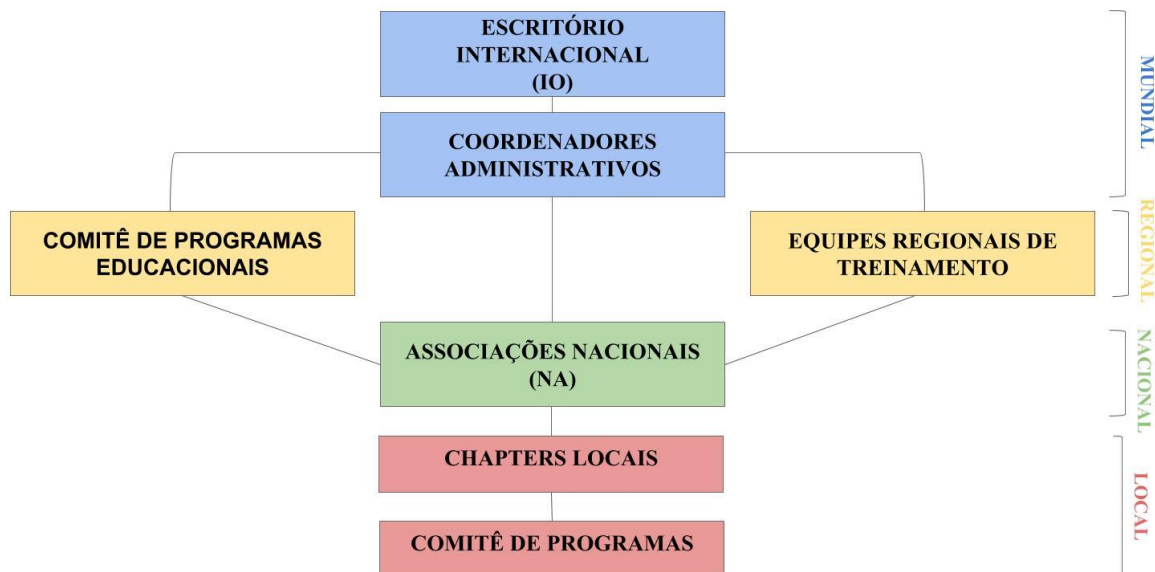 ESCRITÓRIO
INTERNACIONAL
(IO)
MUNDIAL
COORDENADORES
ADMINISTRATIVOS
COMITÊ DE PROGRAMAS
EDUCACIONAIS
EQUIPES REGIONAIS DE
TREINAMENTO
REGIONAL
ASSOCIAÇÕES NACIONAIS
(NA)
NACIONAL
CHAPTERS LOCAIS
LOCAL
COMITÊ DE PROGRAMAS